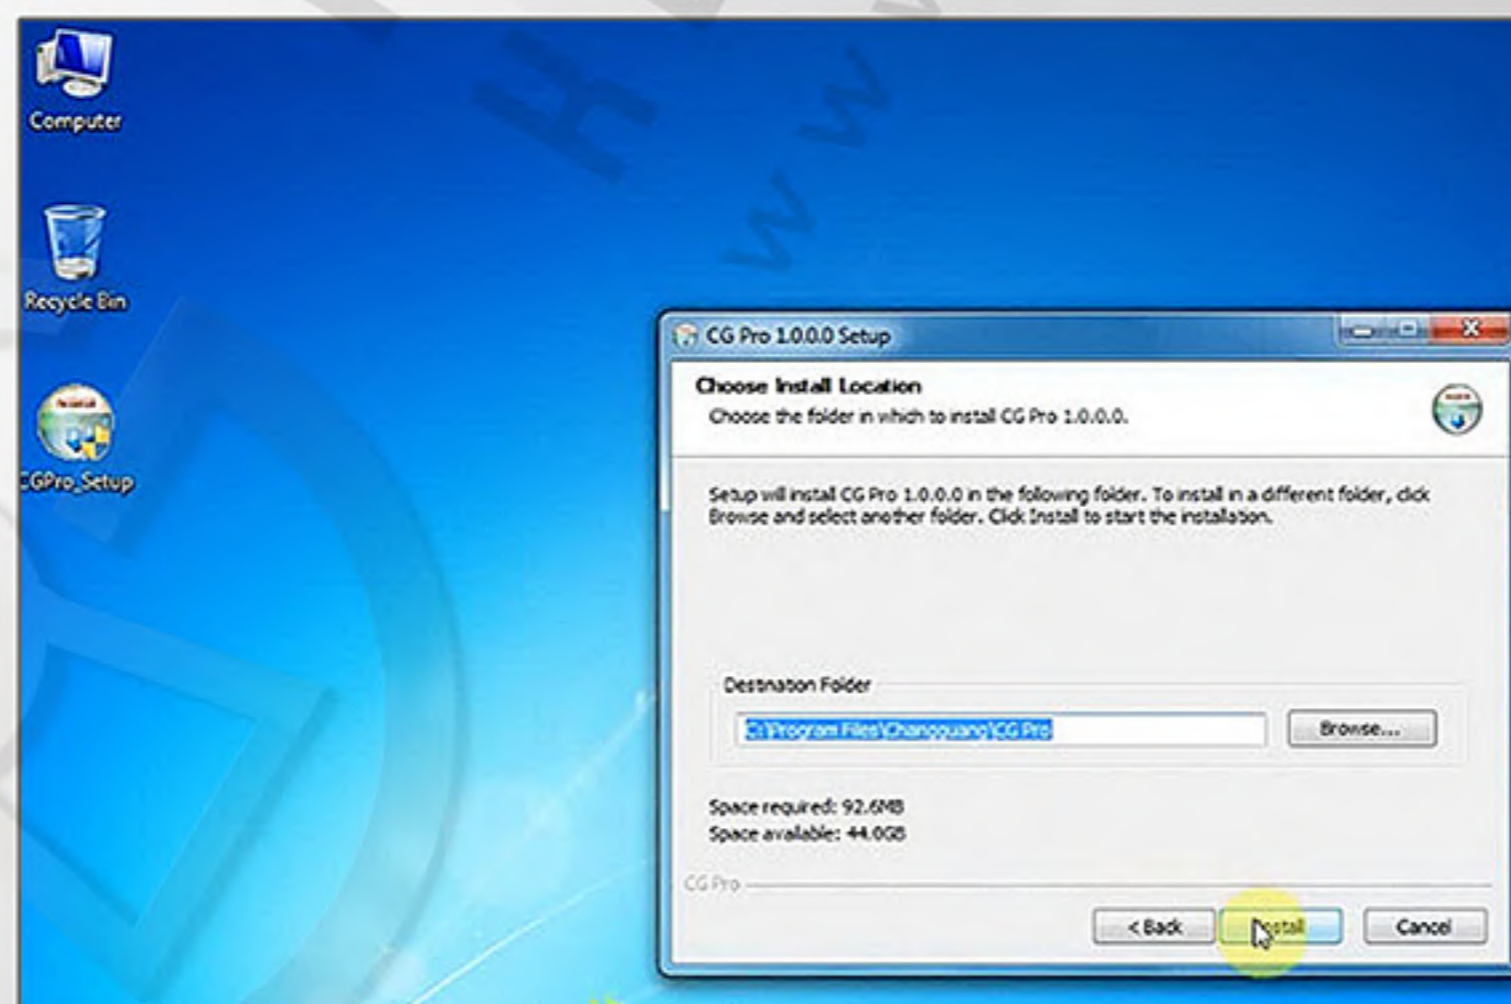 Computer
Recycle Bin
CGPro_Setup
CG Pro 1.0.0.0 Setup
Choose Install Location
Choose the folder in which to install CG Pro 1.0.0.0.
Setup will install CG Pro 1.0.0.0 in the following folder. To install in a different folder, click
Browse and select another folder. Click Install to start the installation.
Destination Folder
C:\Program Files\Changguang\CG Pro
Browse...
Space required: 92.6MB
Space available: 44.0GB
CG Pro
< Back
Install
Cancel